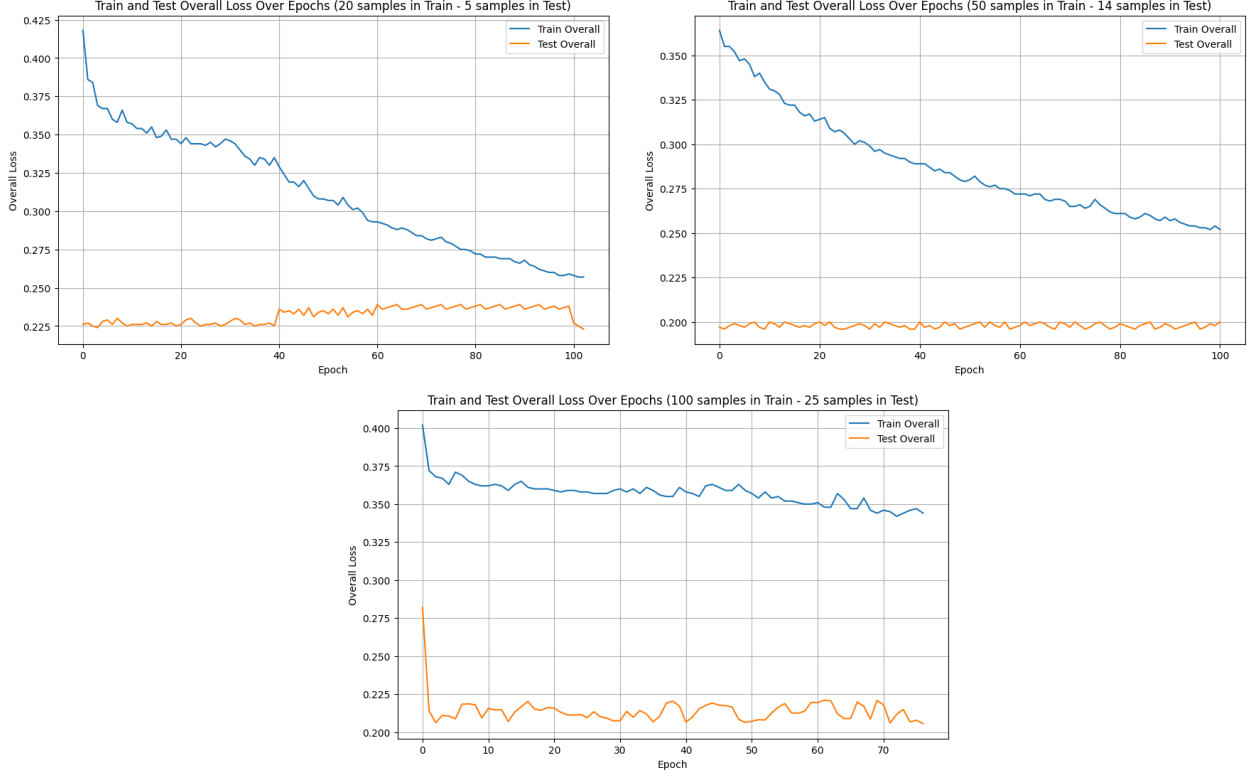 Train and Test Overall Loss Over Epochs (20 samples in Train - 5 samples in Test)
0.425
0.400
0.375
0.350
0.325
0.300
0.275
0.250
0.225
Overall Loss
Train Overall
Test Overall
0 20 40 60 80 100
Epoch
Train and Test Overall Loss Over Epochs (50 samples in Train - 14 samples in Test)
0.350
0.325
0.300
0.275
0.250
0.225
0.200
Overall Loss
Train Overall
Test Overall
0 20 40 60 80 100
Epoch
Train and Test Overall Loss Over Epochs (100 samples in Train - 25 samples in Test)
0.400
0.375
0.350
0.325
0.300
0.275
0.250
0.225
0.200
Overall Loss
Train Overall
Test Overall
0 10 20 30 40 50 60 70
Epoch